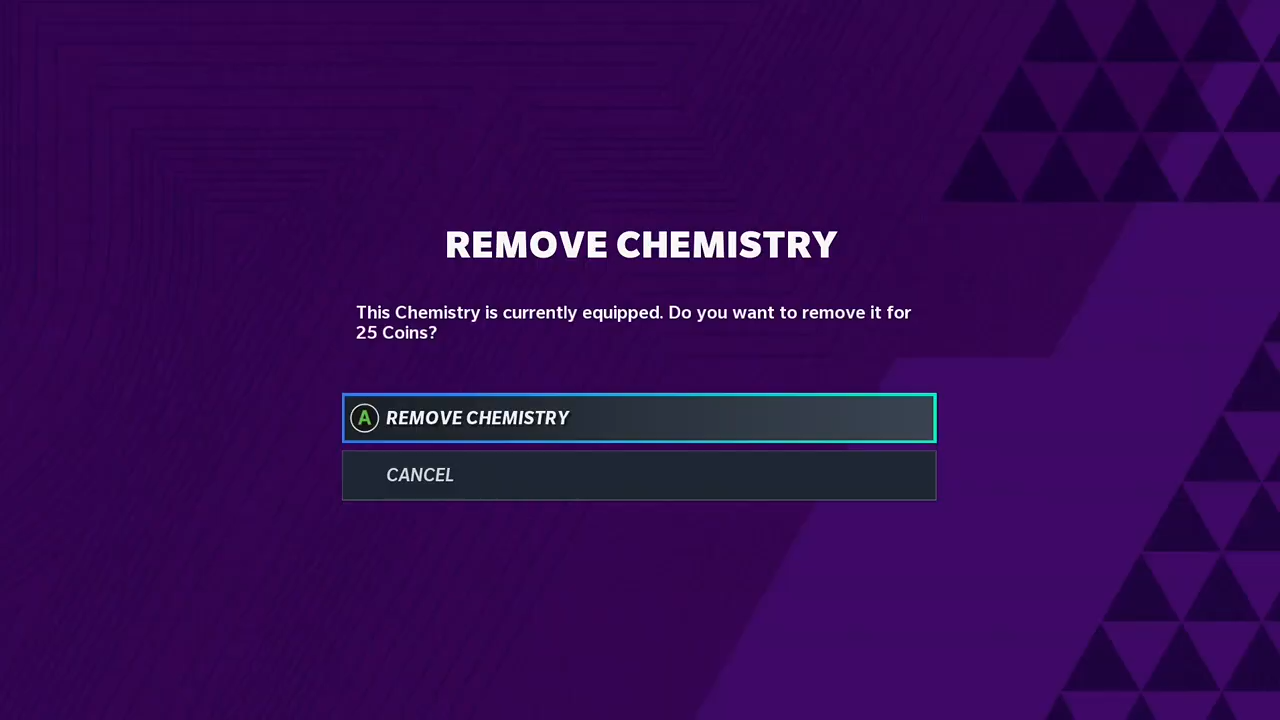 REMOVE CHEMISTRY
This Chemistry is currently equipped. Do you want to remove it for
25 Coins?
A REMOVE CHEMISTRY
CANCEL